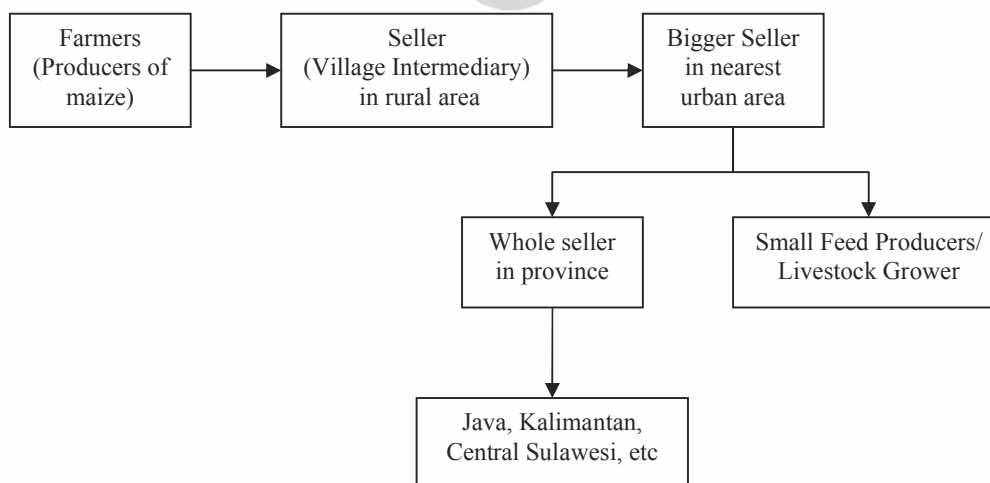 Farmers
(Producers of
maize)
Seller
(Village Intermediary)
in rural area
Bigger Seller
in nearest
urban area
Whole seller
in province
Small Feed Producers/
Livestock Grower
Java, Kalimantan,
Central Sulawesi, etc